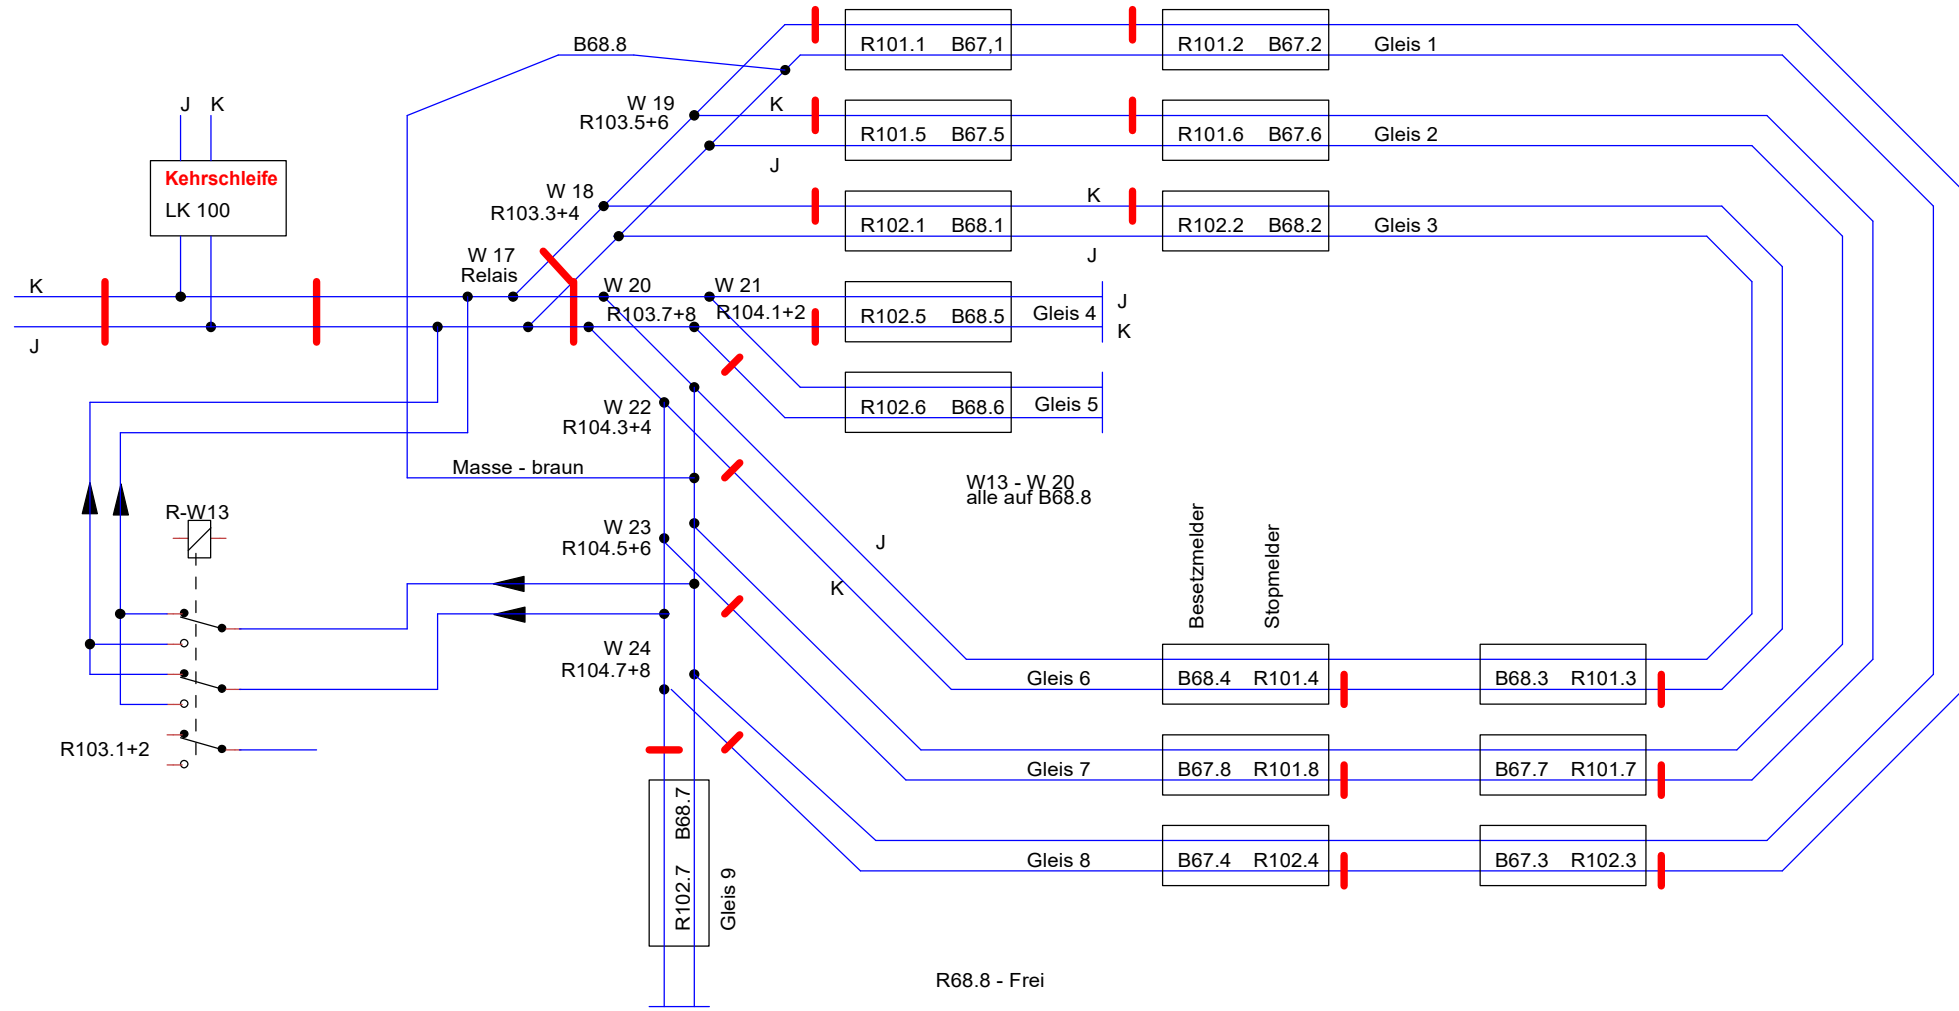 R101.1 B67,1
R101.2 B67.2
Gleis 1
B68.8
W 19
R103.5+6
K
R101.5 B67.5
R101.6 B67.6
Gleis 2
J
J K
Kehrschleife
LK 100
W 18
R103.3+4
R102.1 B68.1
K
R102.2 B68.2
Gleis 3
J
W 17
Relais
K
J
W 20
R103.7+8
W 21
R104.1+2
R102.5 B68.5
Gleis 4
J
K
R102.6 B68.6
Gleis 5
W 22
R104.3+4
Masse - braun
W13 - W 20
alle auf B68.8
R-W13
W 23
R104.5+6
J
K
Besetzmelder
Stopmelder
W 24
R104.7+8
Gleis 6
B68.4 R101.4
B68.3 R101.3
R103.1+2
Gleis 7
B67.8 R101.8
B67.7 R101.7
R102.7 B68.7
Gleis 9
Gleis 8
B67.4 R102.4
B67.3 R102.3
R68.8 - Frei